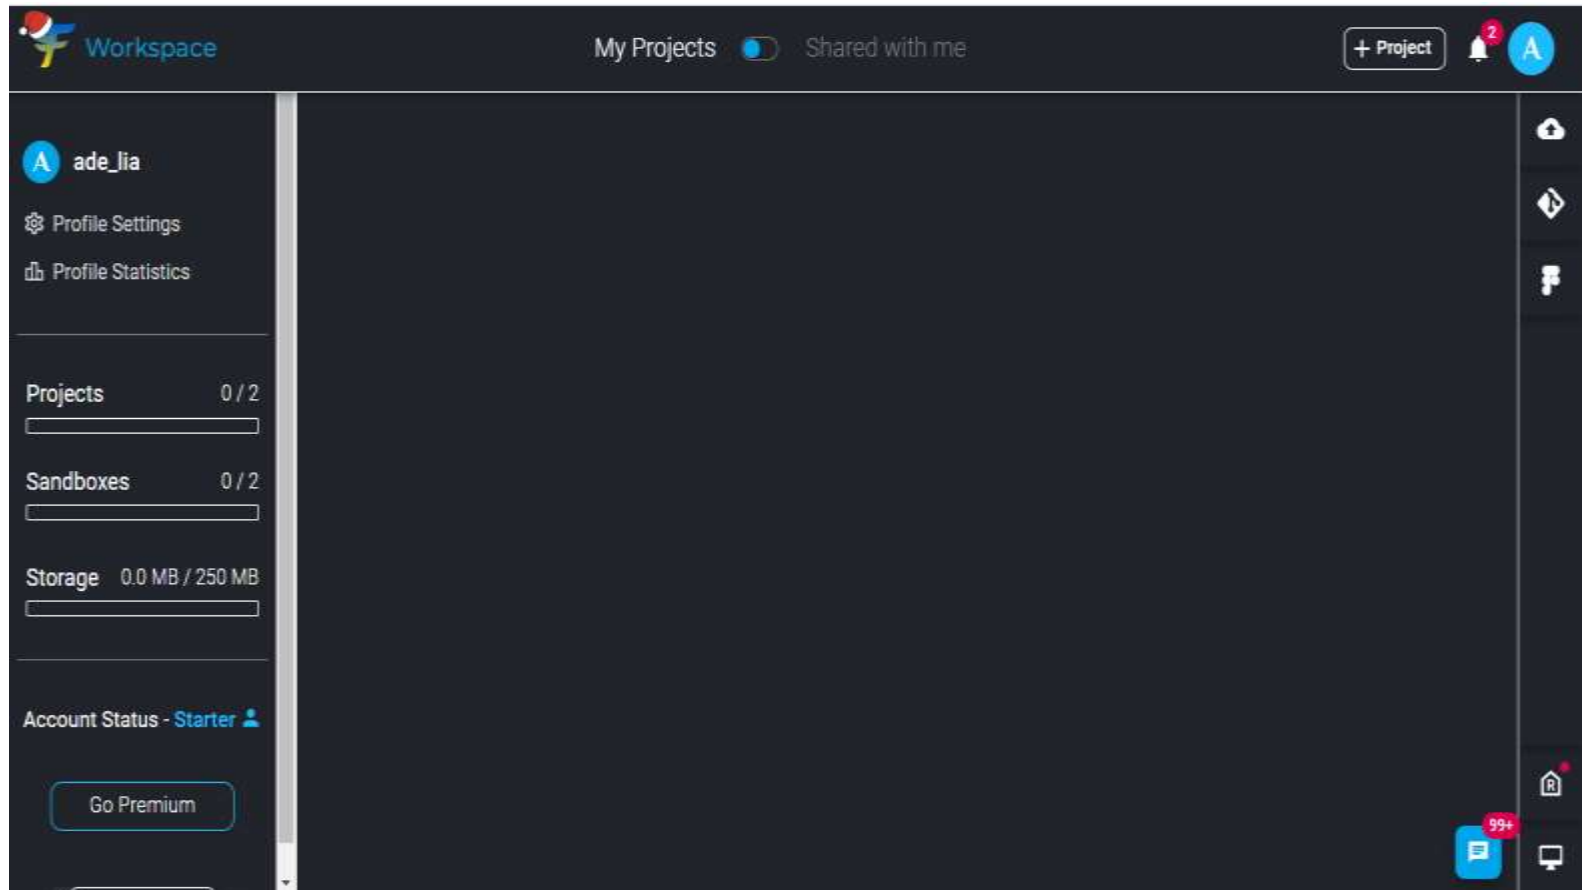 Workspace
My Projects Shared with me
+ Project
2
A
A ade_lia
Profile Settings
Profile Statistics
Projects 0 / 2
Sandboxes 0 / 2
Storage 0.0 MB / 250 MB
Account Status - Starter
Go Premium
R
99+